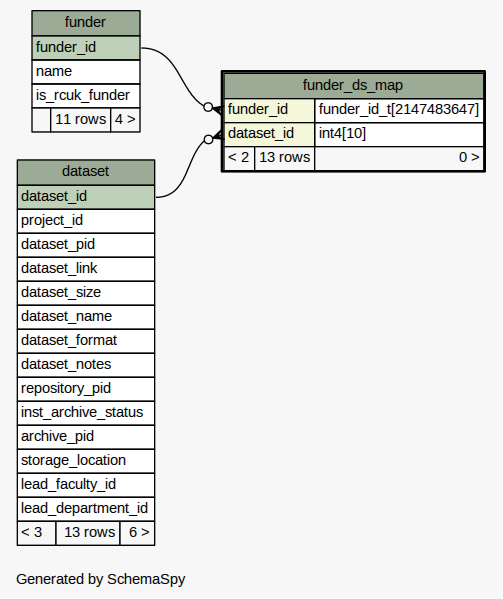 funder
funder_id
name
is_rcuk_funder
11 rows 4 >
funder_ds_map
funder_id funder_id_t[2147483647]
dataset_id int4[10]
< 2 13 rows 0 >
dataset
dataset_id
project_id
dataset_pid
dataset_link
dataset_size
dataset_name
dataset_format
dataset_notes
repository_pid
inst_archive_status
archive_pid
storage_location
lead_faculty_id
lead_department_id
< 3 13 rows 6 >
Generated by SchemaSpy